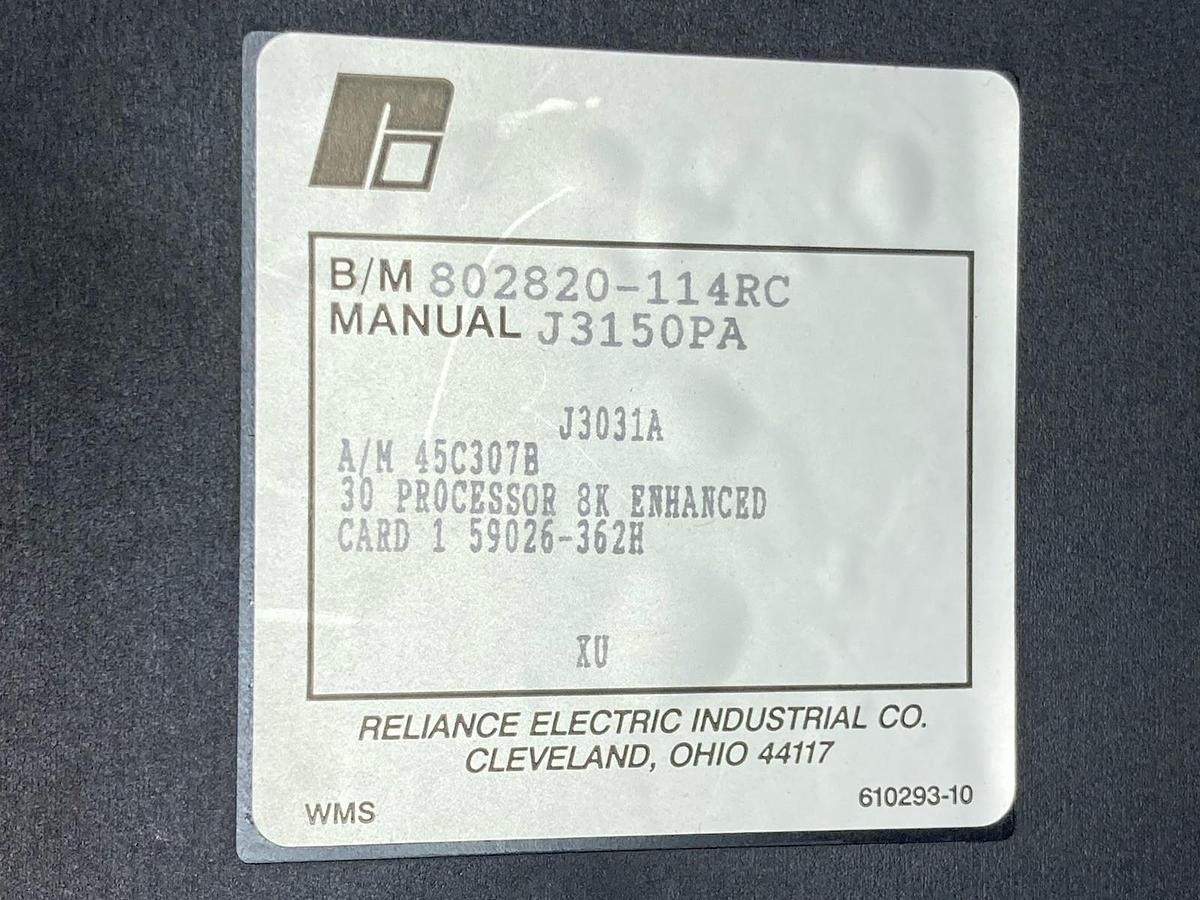 B/M 802820-114RC
MANUAL J3150PA
J3031A
A/M 45C307B
30 PROCESSOR 8K ENHANCED
CARD 1 59026-362H
XU
RELIANCE ELECTRIC INDUSTRIAL CO.
CLEVELAND, OHIO 44117
WMS 610293-10